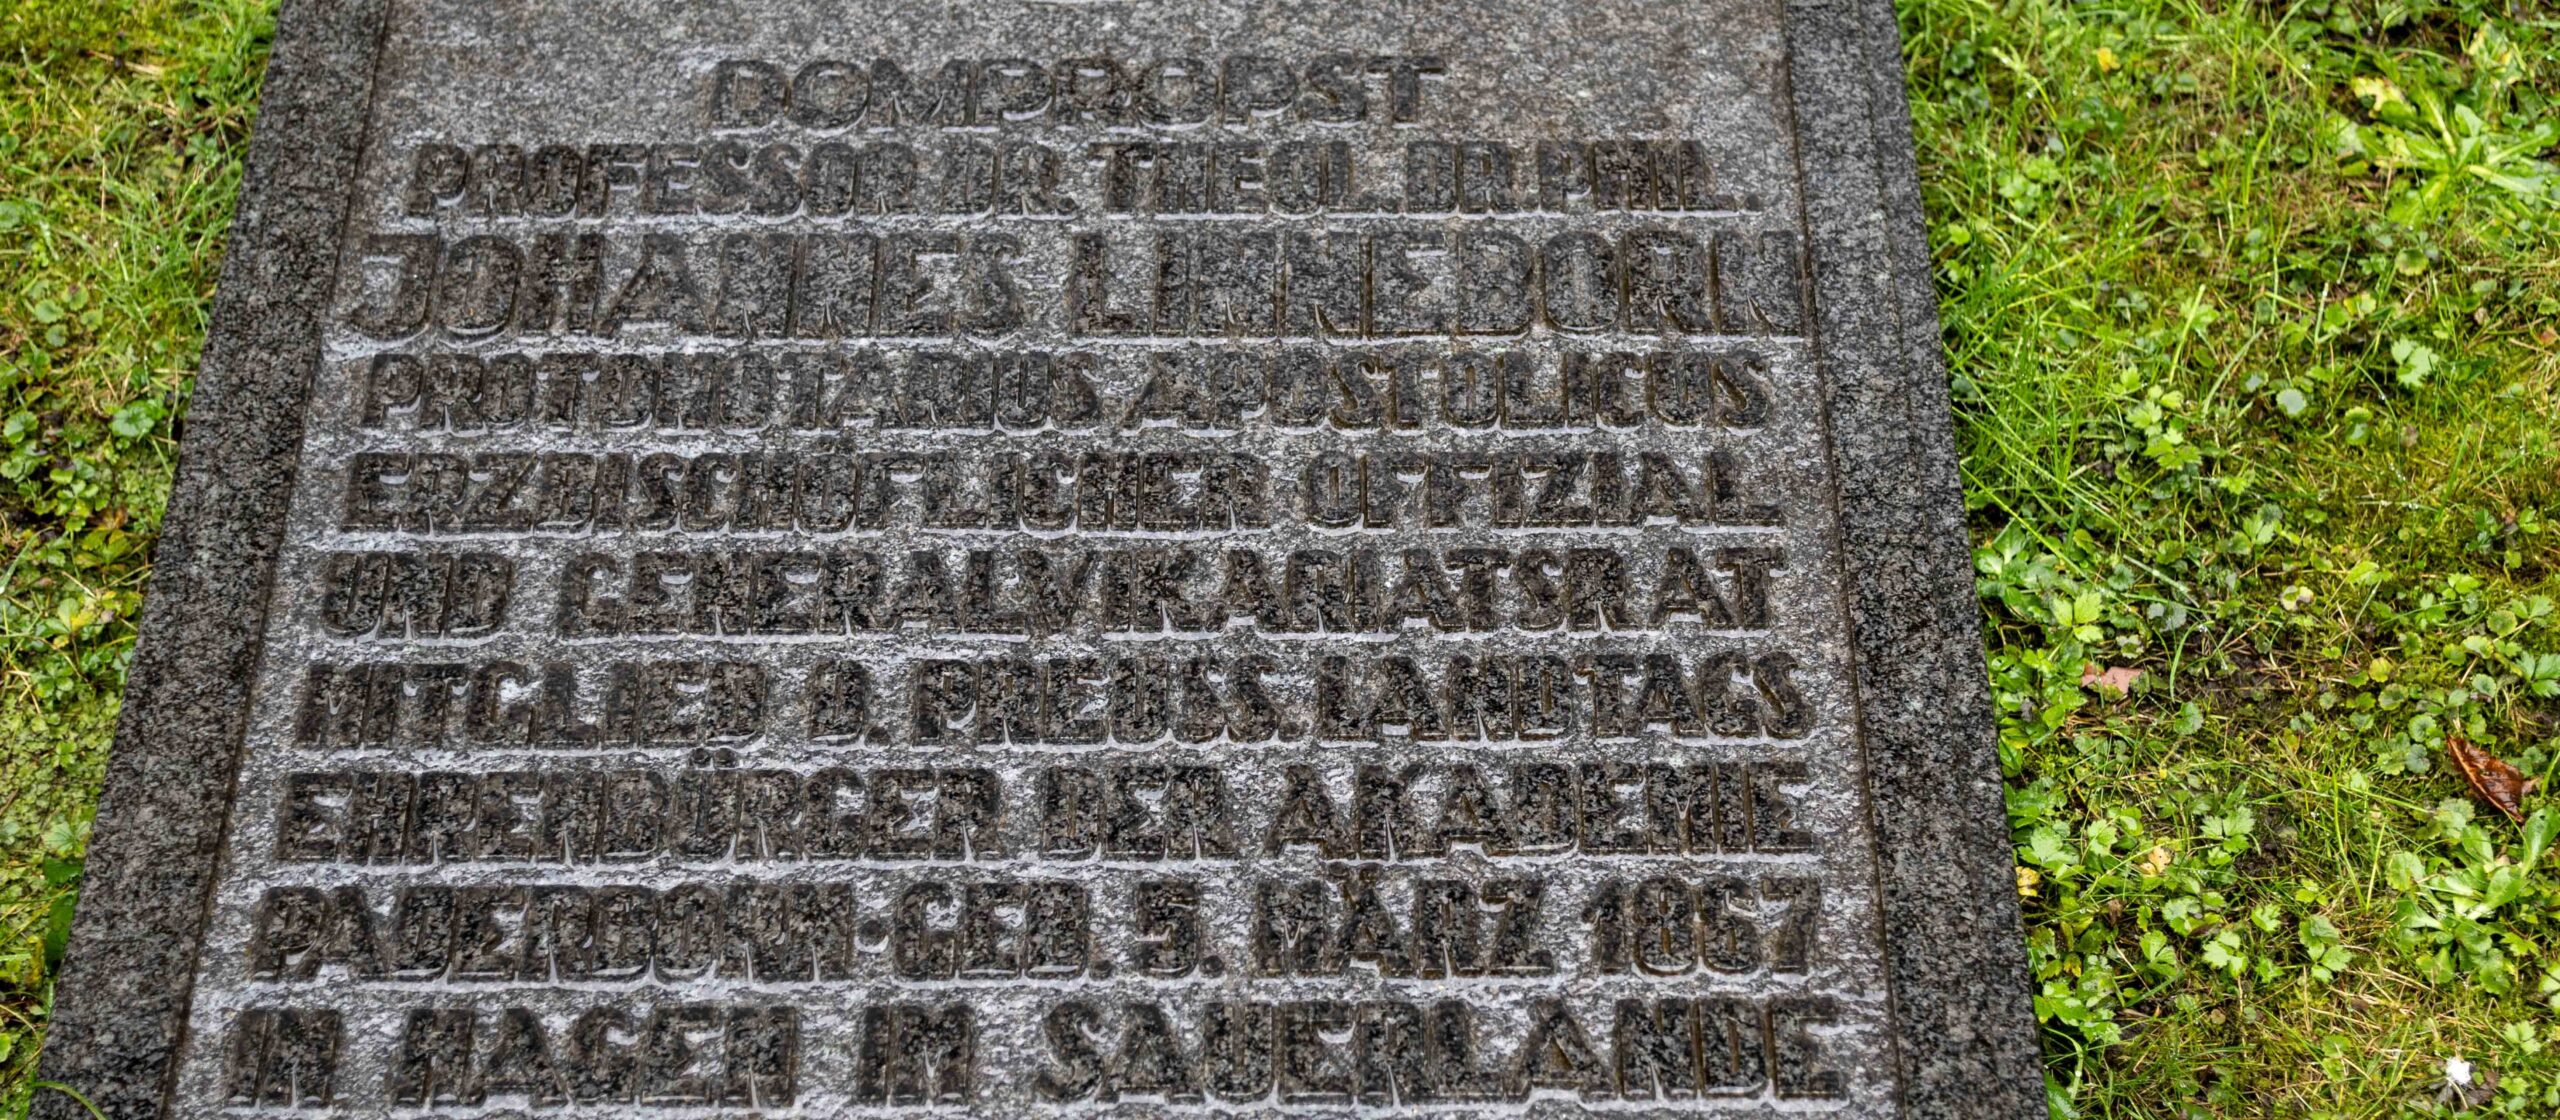 DOMPROPST
PROFESSOR DR. THEOL. DR. PHIL.
JOHANNES LINNEBORN
PROTONOTARIUS APOSTOLICUS
ERZBISCHÖFLICHER OFFIZIAL
UND GENERALVIKARIATSRAT
MITGLIED D. PREUSS. LANDTAGS
EHRENBÜRGER DER AKADEMIE
PADERBORN · GEB. 5. MÄRZ 1867
IN HAGEN IM SAUERLANDE